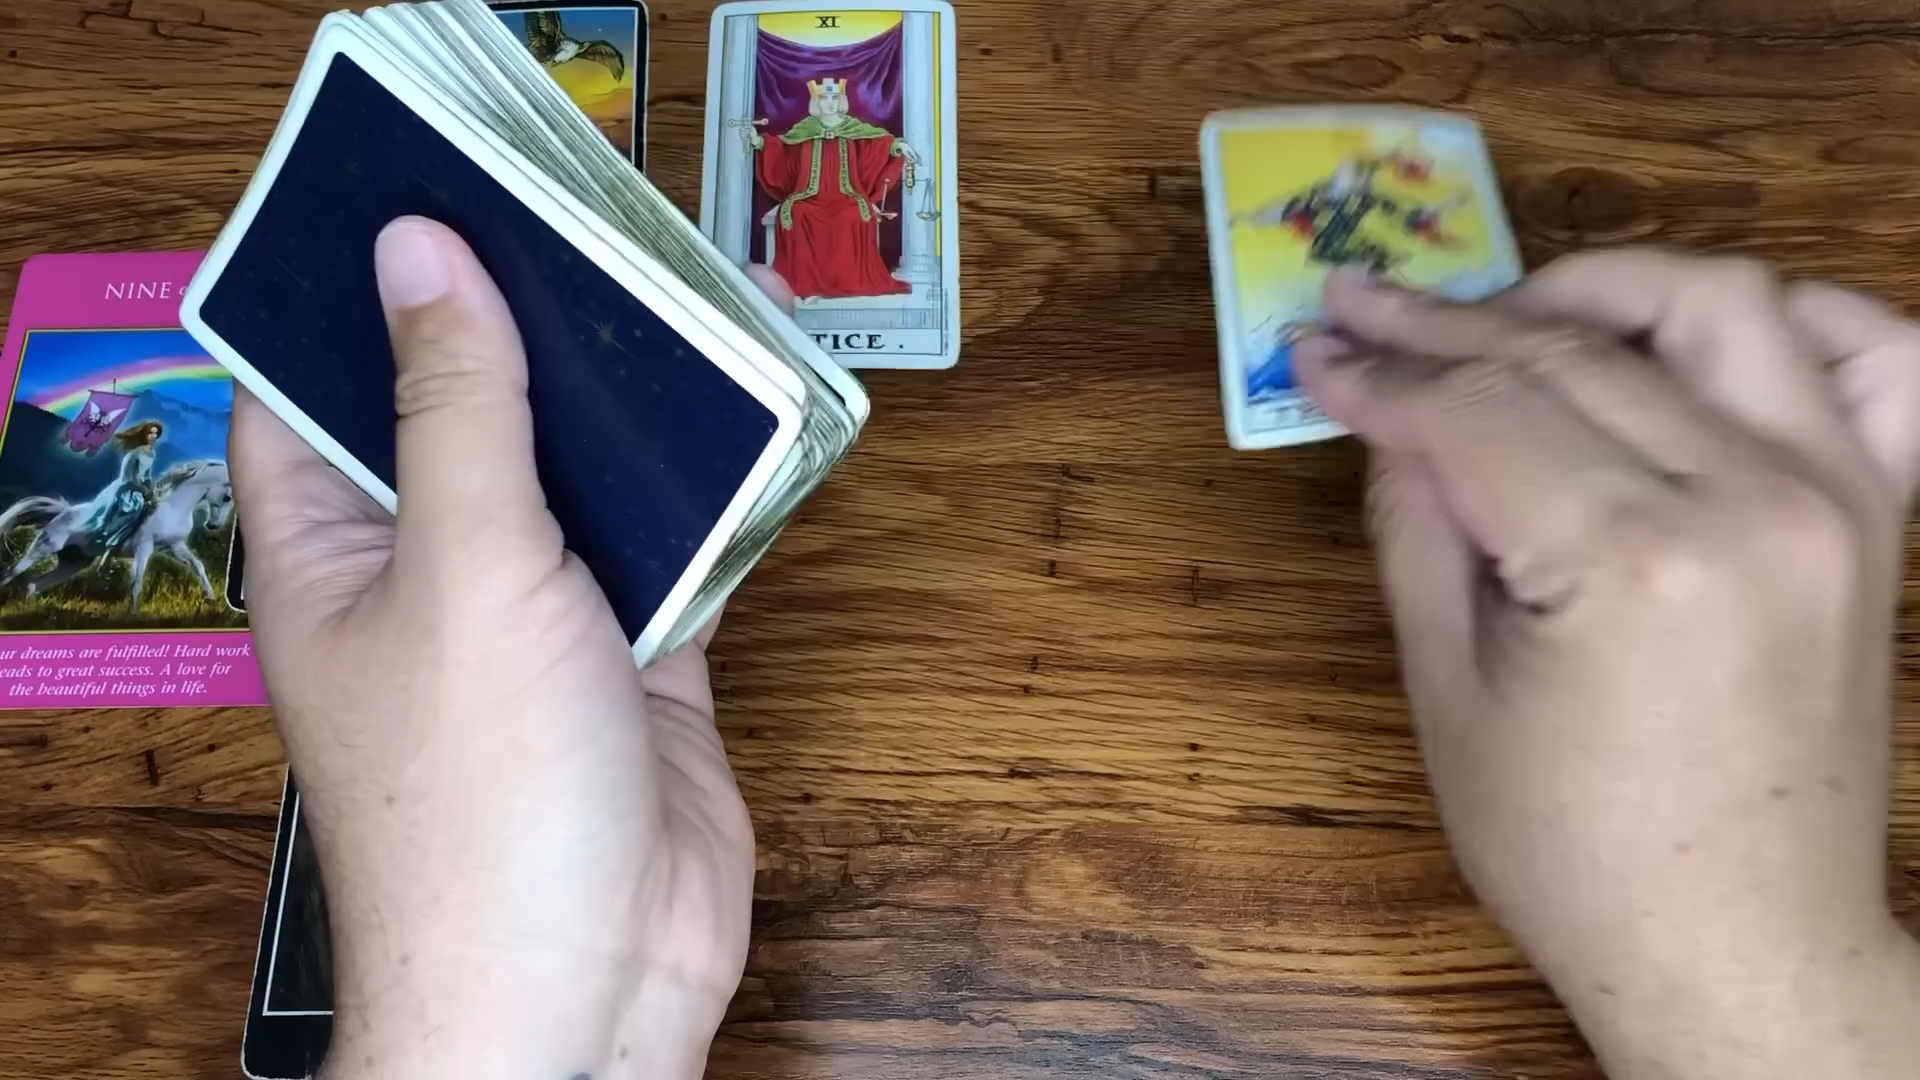 XI
TICE .
NINE
ur dreams are fulfilled! Hard work
eads to great success. A love for
the beautiful things in life.